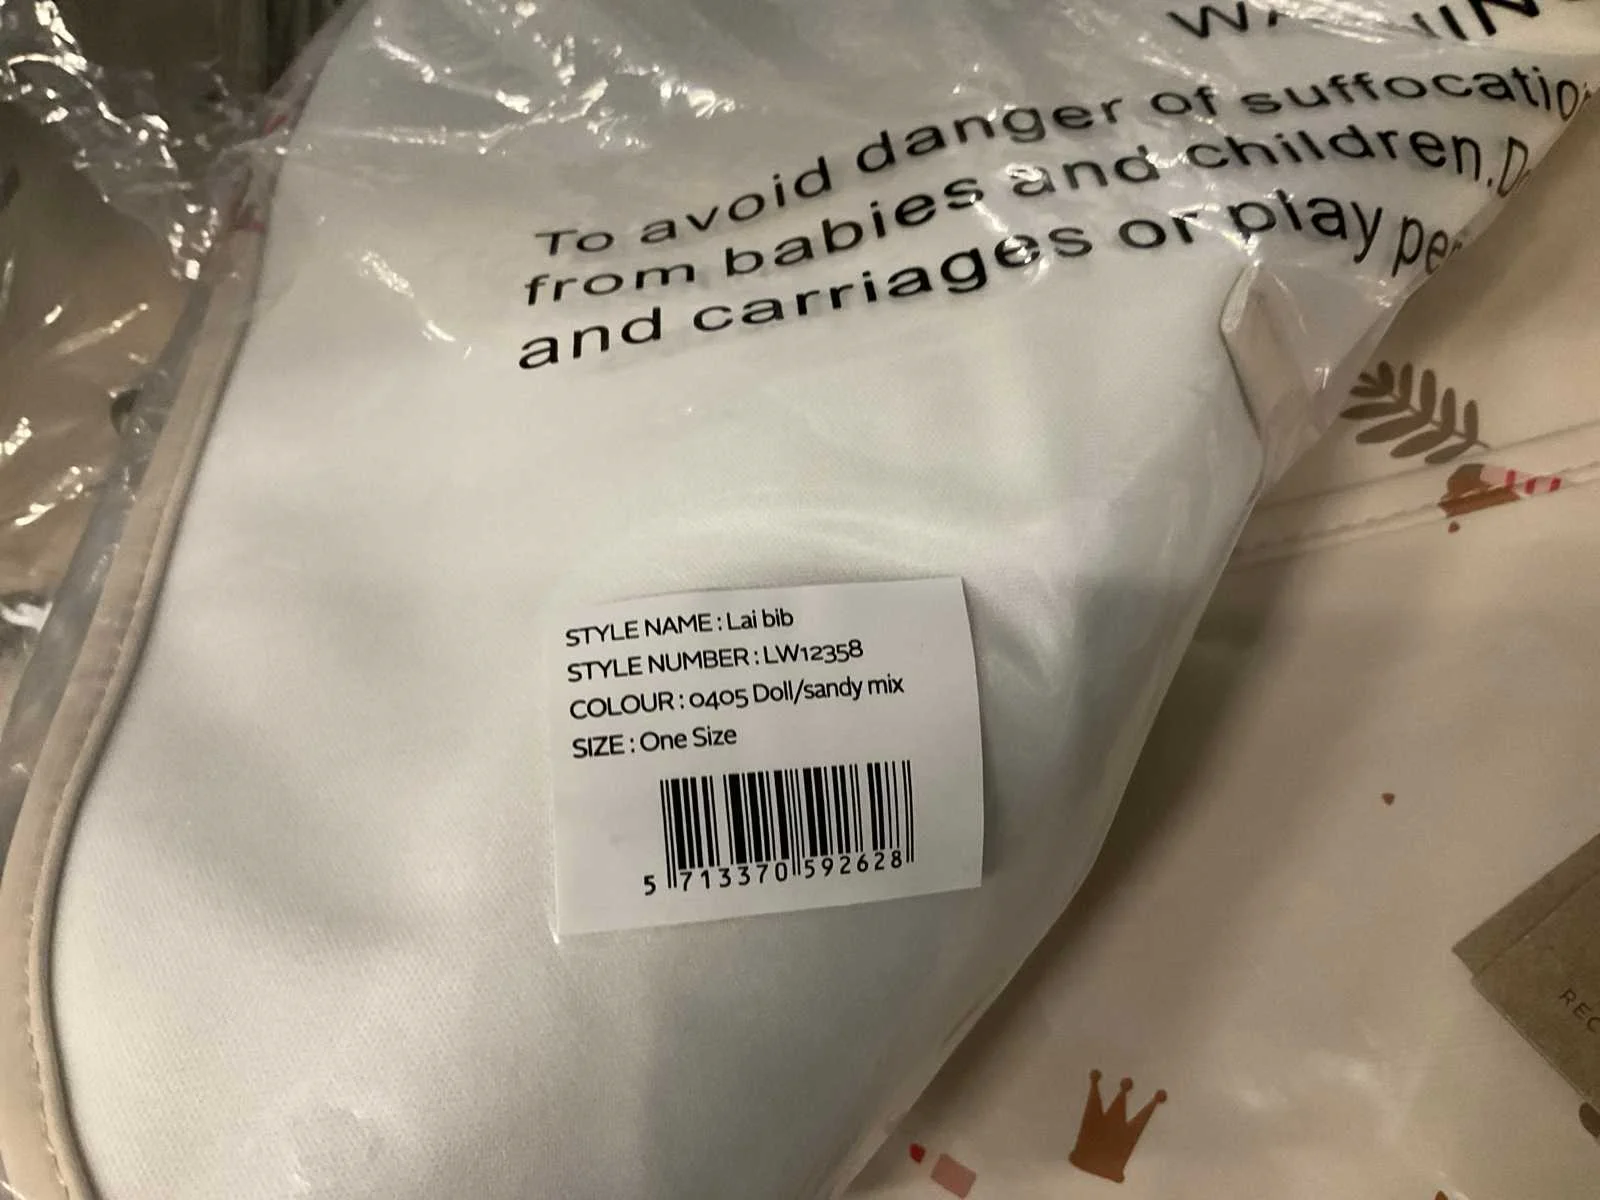 To avoid danger of suffocatio
from babies and children. D
and carriages or play pe
STYLE NAME : Lai bib
STYLE NUMBER : LW12358
COLOUR : 0405 Doll/sandy mix
SIZE : One Size
5 713370 592628
REC